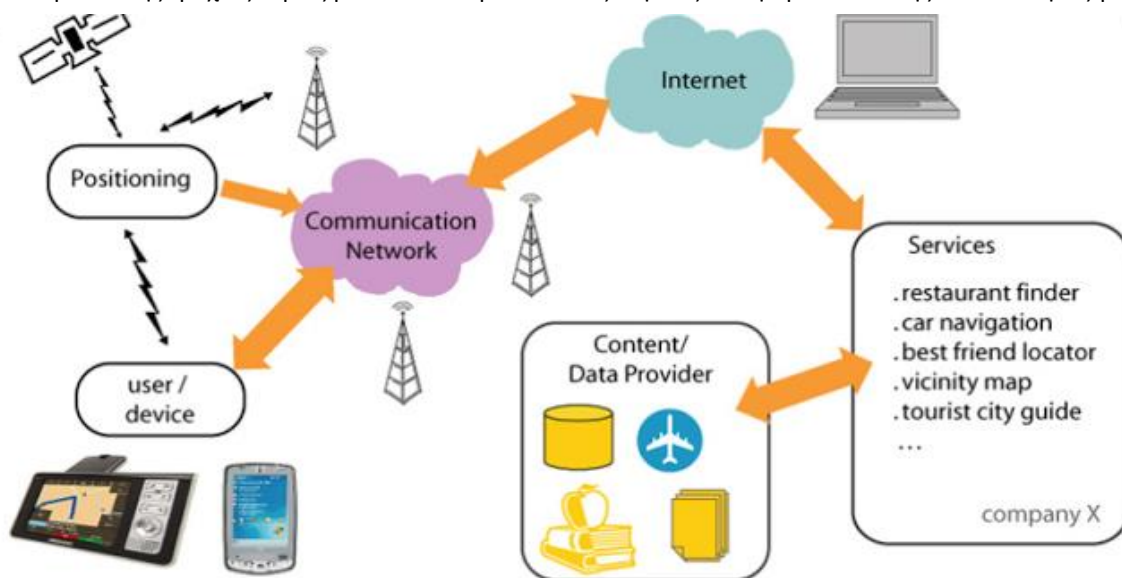 Positioning
Internet
Communication
Network
user /
device
Content/
Data Provider
Services
.restaurant finder
.car navigation
.best friend locator
.vicinity map
.tourist city guide
...
company X